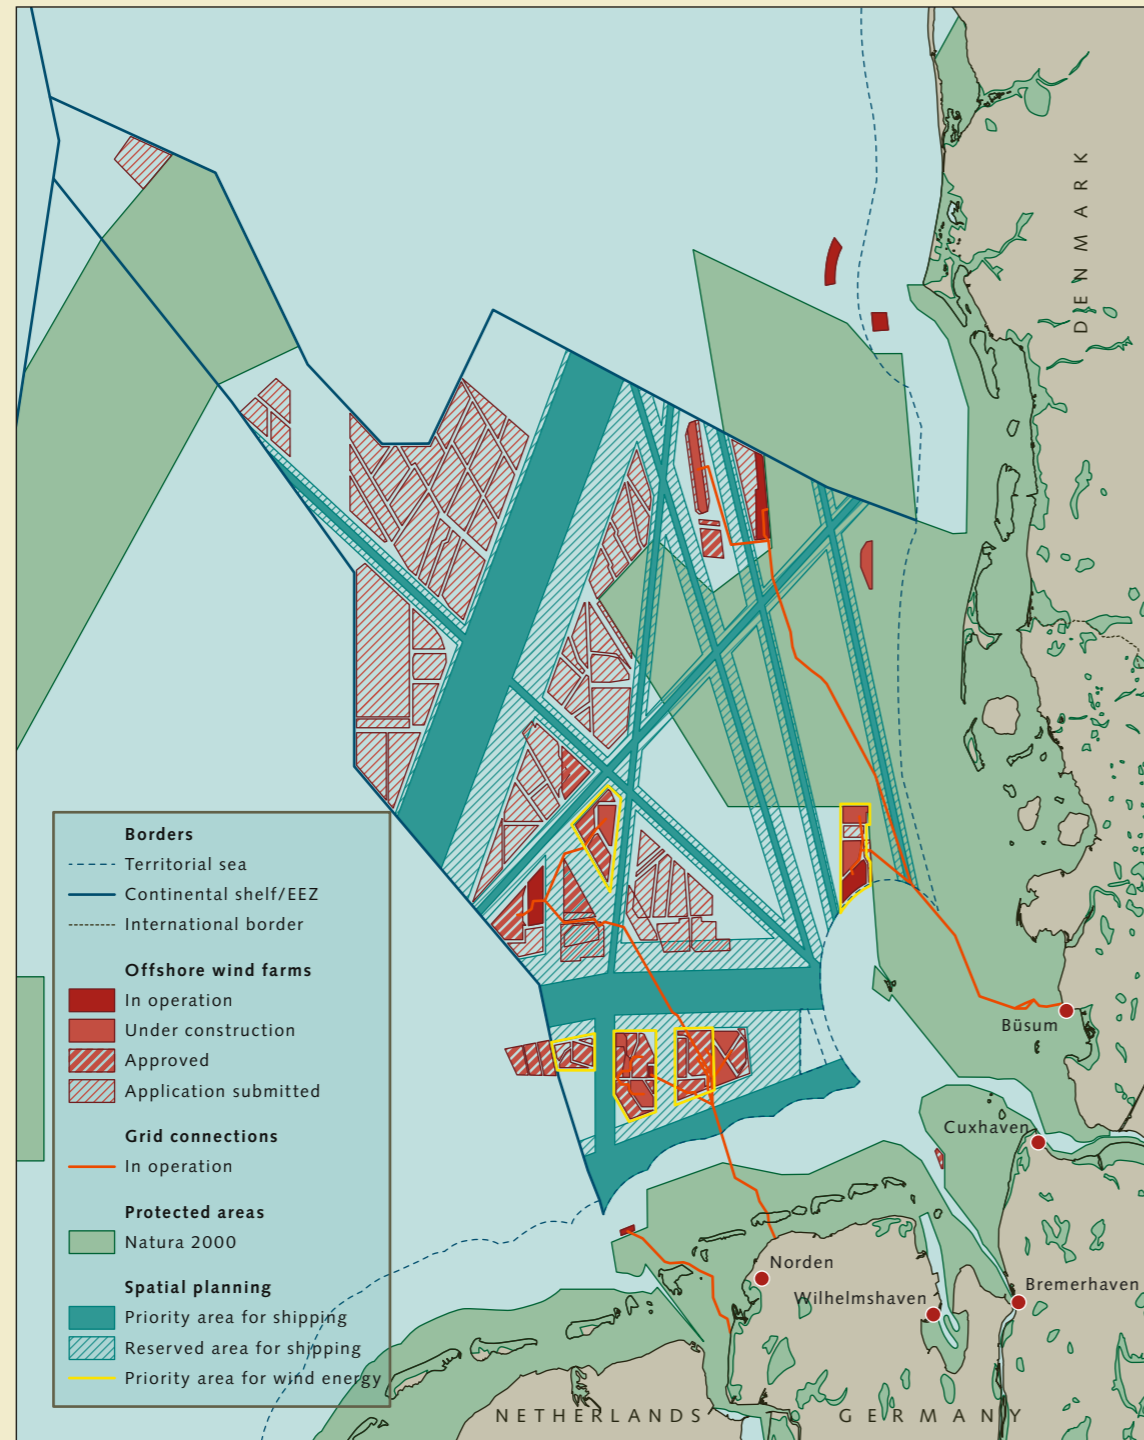 DENMARK
Borders
Territorial sea
Continental shelf/EEZ
International border
Offshore wind farms
In operation
Under construction
Approved
Application submitted
Grid connections
In operation
Protected areas
Natura 2000
Spatial planning
Priority area for shipping
Reserved area for shipping
Priority area for wind energy
Büsum
Cuxhaven
Norden
Wilhelmshaven
Bremerhaven
NETHERLANDS
GERMANY